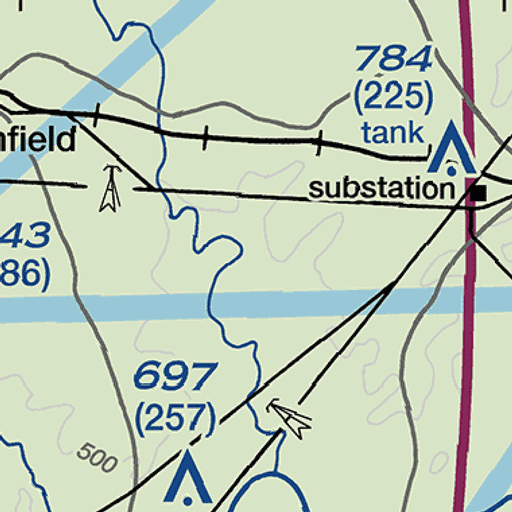 784
(225)
tank
nfield
substation
43
86)
697
(257)
500